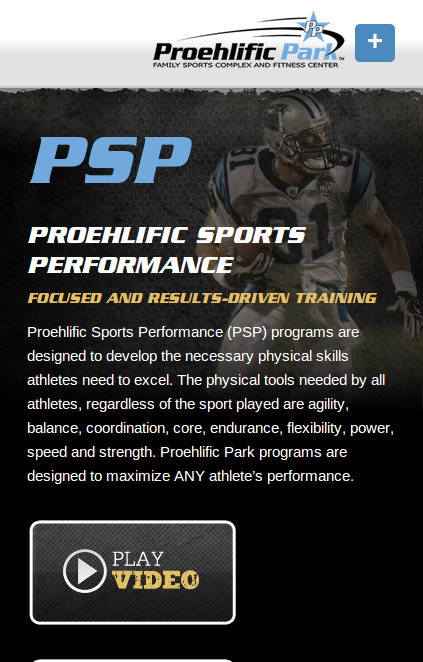 PP
Proehlific Park™
FAMILY SPORTS COMPLEX AND FITNESS CENTER
+
PSP
81
PROEHLIFIC SPORTS
PERFORMANCE
FOCUSED AND RESULTS-DRIVEN TRAINING
Proehlific Sports Performance (PSP) programs are
designed to develop the necessary physical skills
athletes need to excel. The physical tools needed by all
athletes, regardless of the sport played are agility,
balance, coordination, core, endurance, flexibility, power,
speed and strength. Proehlific Park programs are
designed to maximize ANY athlete's performance.
PLAY
VIDEO